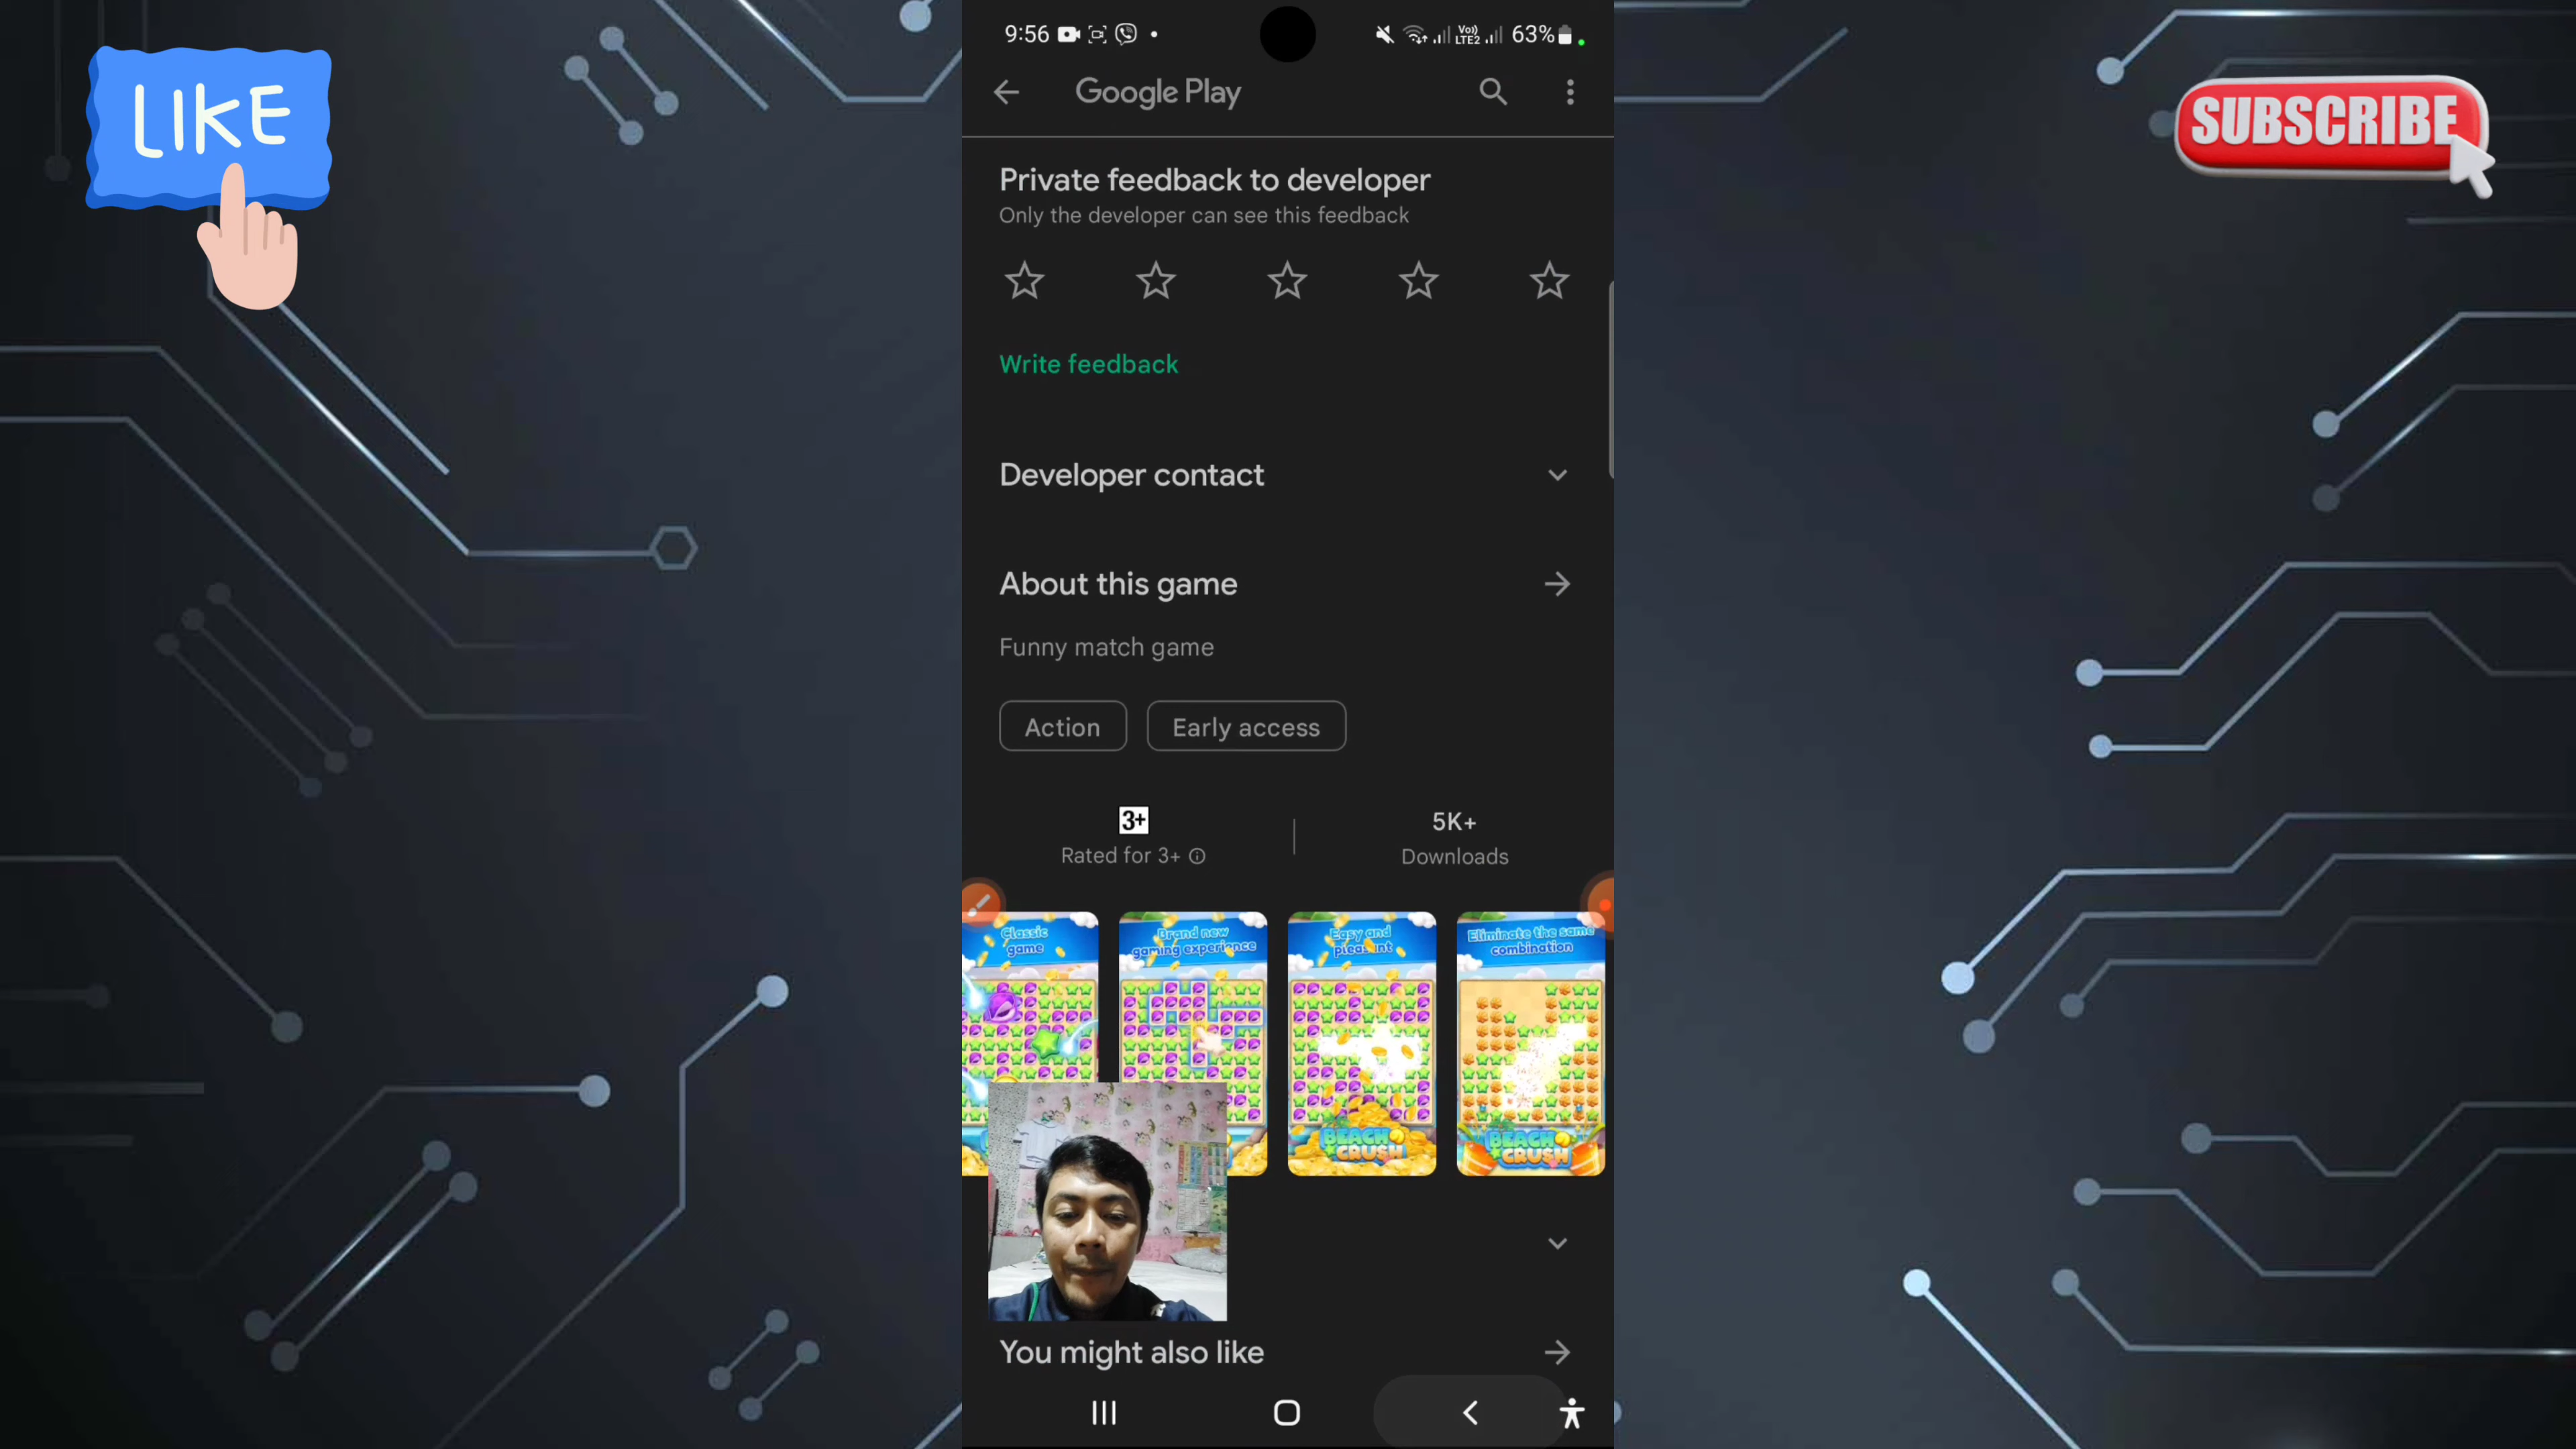 LIKE
SUBSCRIBE
9:56
Vo))
LTE2
63%
Google Play
Private feedback to developer
Only the developer can see this feedback
Write feedback
Developer contact
About this game
Funny match game
Action
Early access
3+
Rated for 3+
5K+
Downloads
Classic
game
Brand new
gaming experience
Easy and
pleasant
Eliminate the same
combination
BEACH
CRUSH
BEACH
CRUSH
You might also like